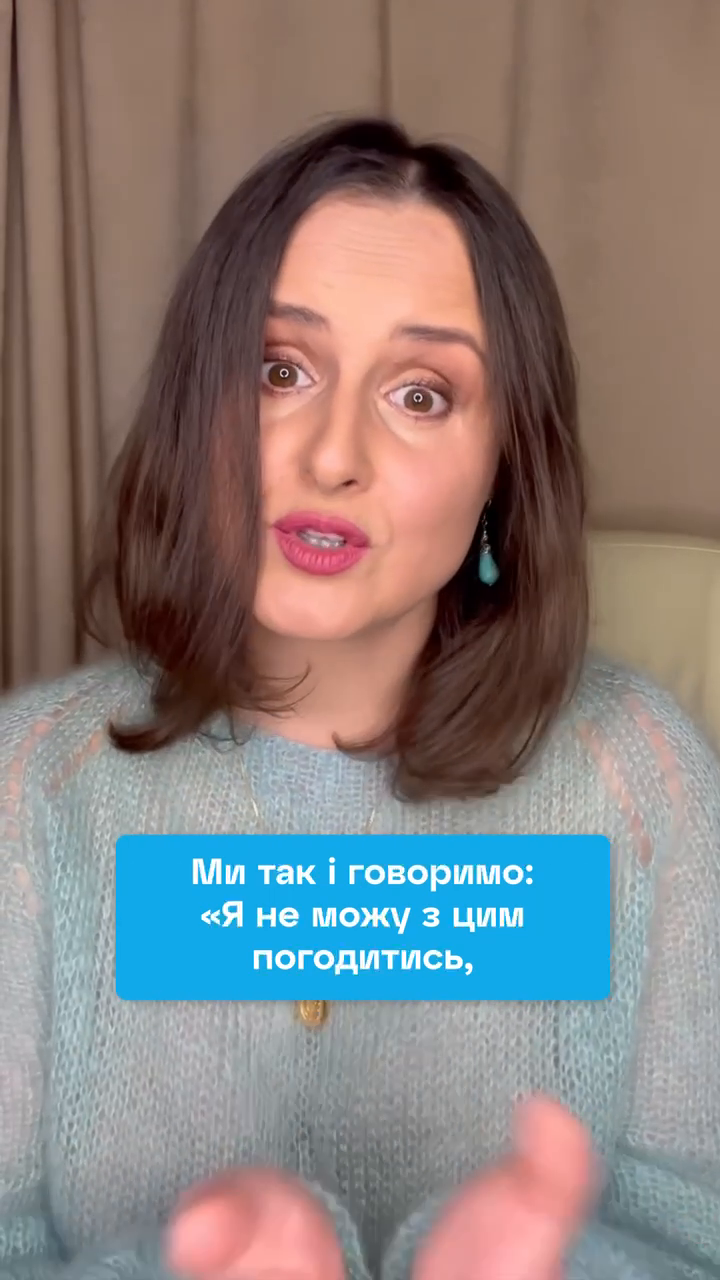 Ми так і говоримо:
«Я не можу з цим
погодитись,